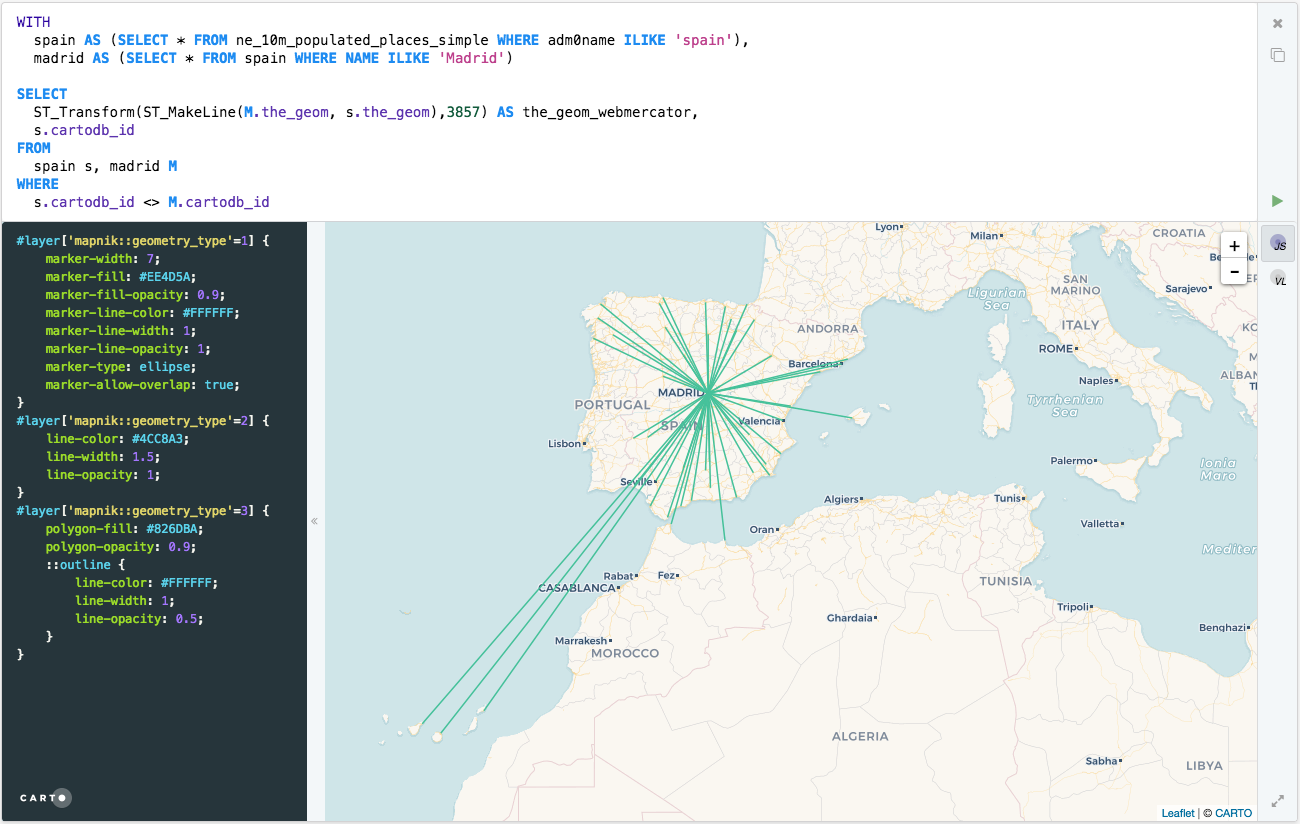 WITH
spain AS (SELECT * FROM ne_10m_populated_places_simple WHERE adm0name ILIKE 'spain'),
madrid AS (SELECT * FROM spain WHERE NAME ILIKE 'Madrid')
SELECT
ST_Transform(ST_MakeLine(M.the_geom, s.the_geom),3857) AS the_geom_webmercator,
s.cartodb_id
FROM
spain s, madrid M
WHERE
s.cartodb_id <> M.cartodb_id
#layer['mapnik::geometry_type'=1] {
marker-width: 7;
marker-fill: #EE4D5A;
marker-fill-opacity: 0.9;
marker-line-color: #FFFFFF;
marker-line-width: 1;
marker-line-opacity: 1;
marker-type: ellipse;
marker-allow-overlap: true;
}
#layer['mapnik::geometry_type'=2] {
line-color: #4CC8A3;
line-width: 1.5;
line-opacity: 1;
}
#layer['mapnik::geometry_type'=3] {
polygon-fill: #826DBA;
polygon-opacity: 0.9;
::outline {
line-color: #FFFFFF;
line-width: 1;
line-opacity: 0.5;
}
}
CARTO
«
Lyon
Milan
CROATIA
+
-
JS
VL
Be
SAN
MARINO
Sarajevo
Ligurian
Sea
ITALY
KO
ANDORRA
ROME
M
Barcelona
ALBAN
Naples
T
MADRID
PORTUGAL
Tyrrhenian
Sea
SPAIN
Valencia
Lisbon
Palermo
Ionia
Maro
Seville
Algiers
Tunis
Oran
Valletta
Mediter
Rabat
Fez
CASABLANCA
TUNISIA
Tripoli
Ghardaia
Benghazi
Marrakesh
MOROCCO
ALGERIA
Sabha
LIBYA
Leaflet | © CARTO